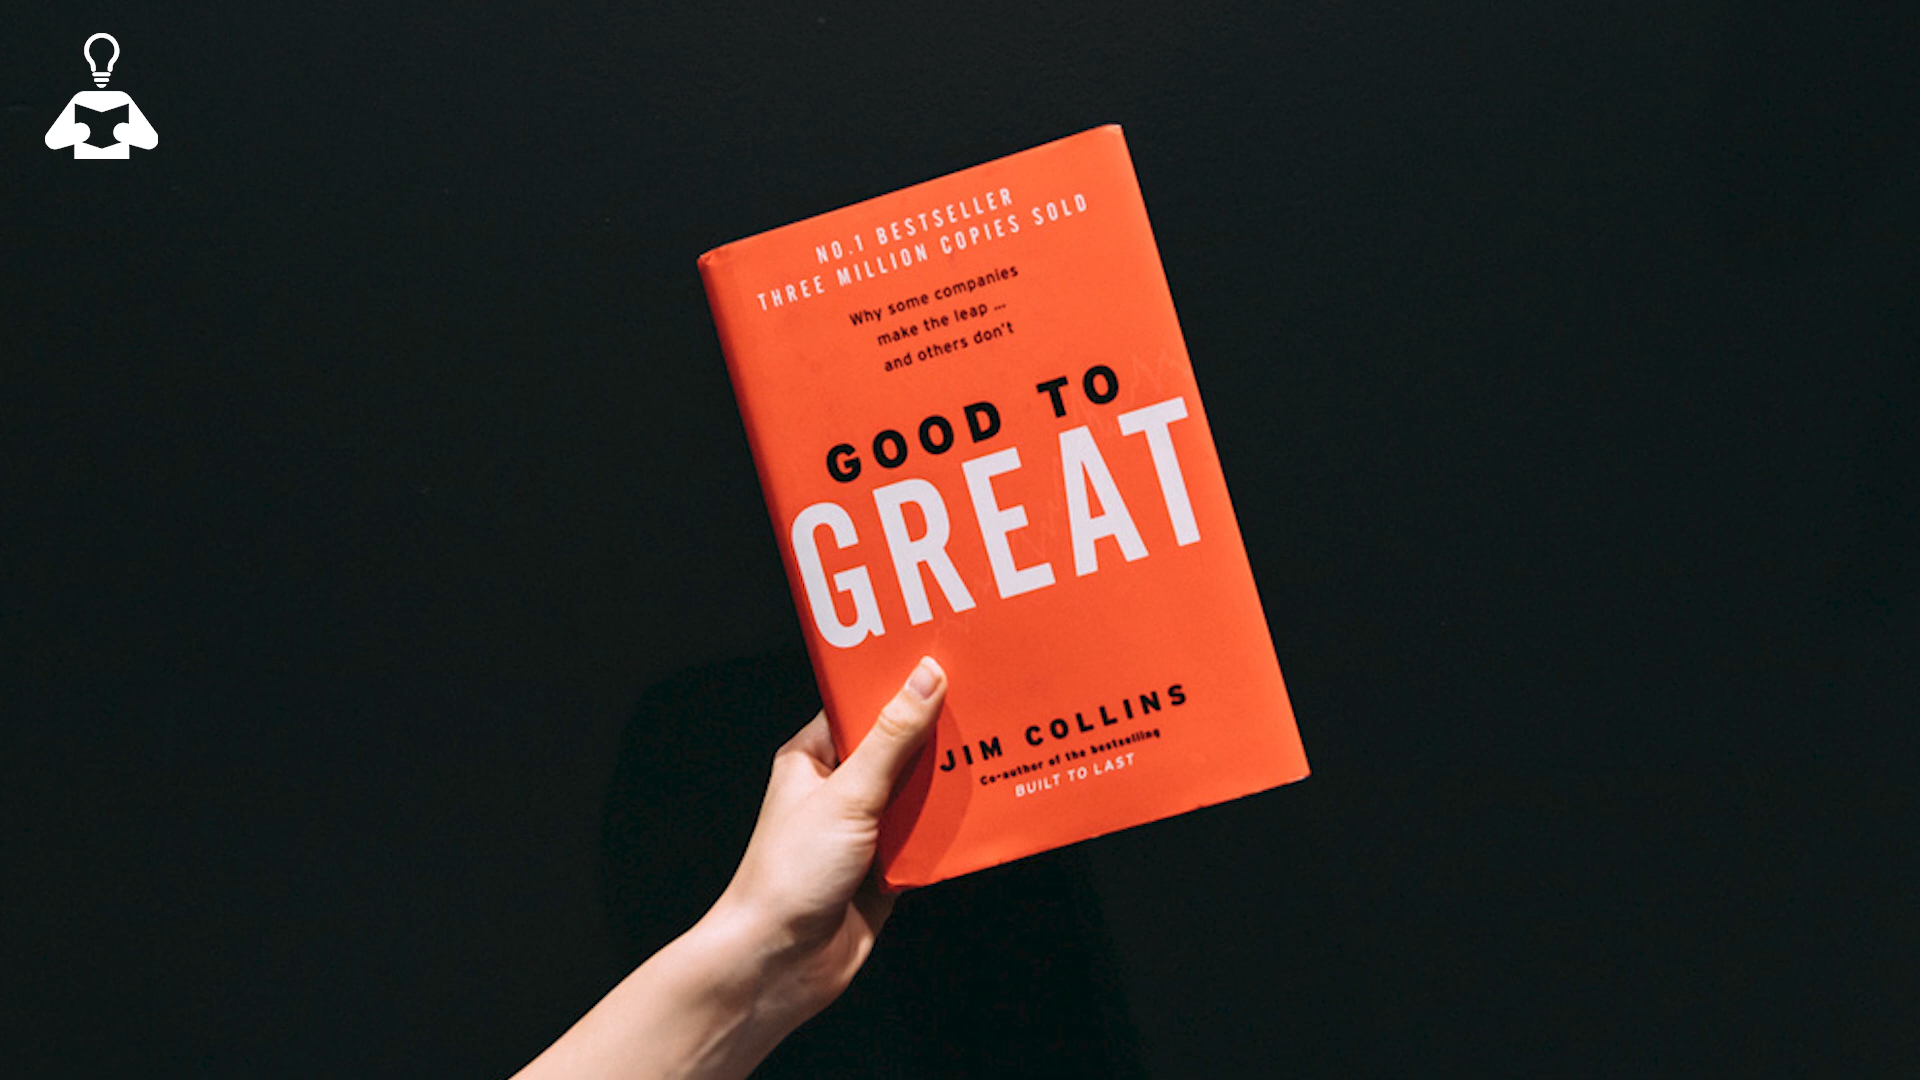 NO.1 BESTSELLER
THREE MILLION COPIES SOLD
Why some companies
make the leap ...
and others don't
GOOD TO
GREAT
JIM COLLINS
Co-author of the bestselling
BUILT TO LAST